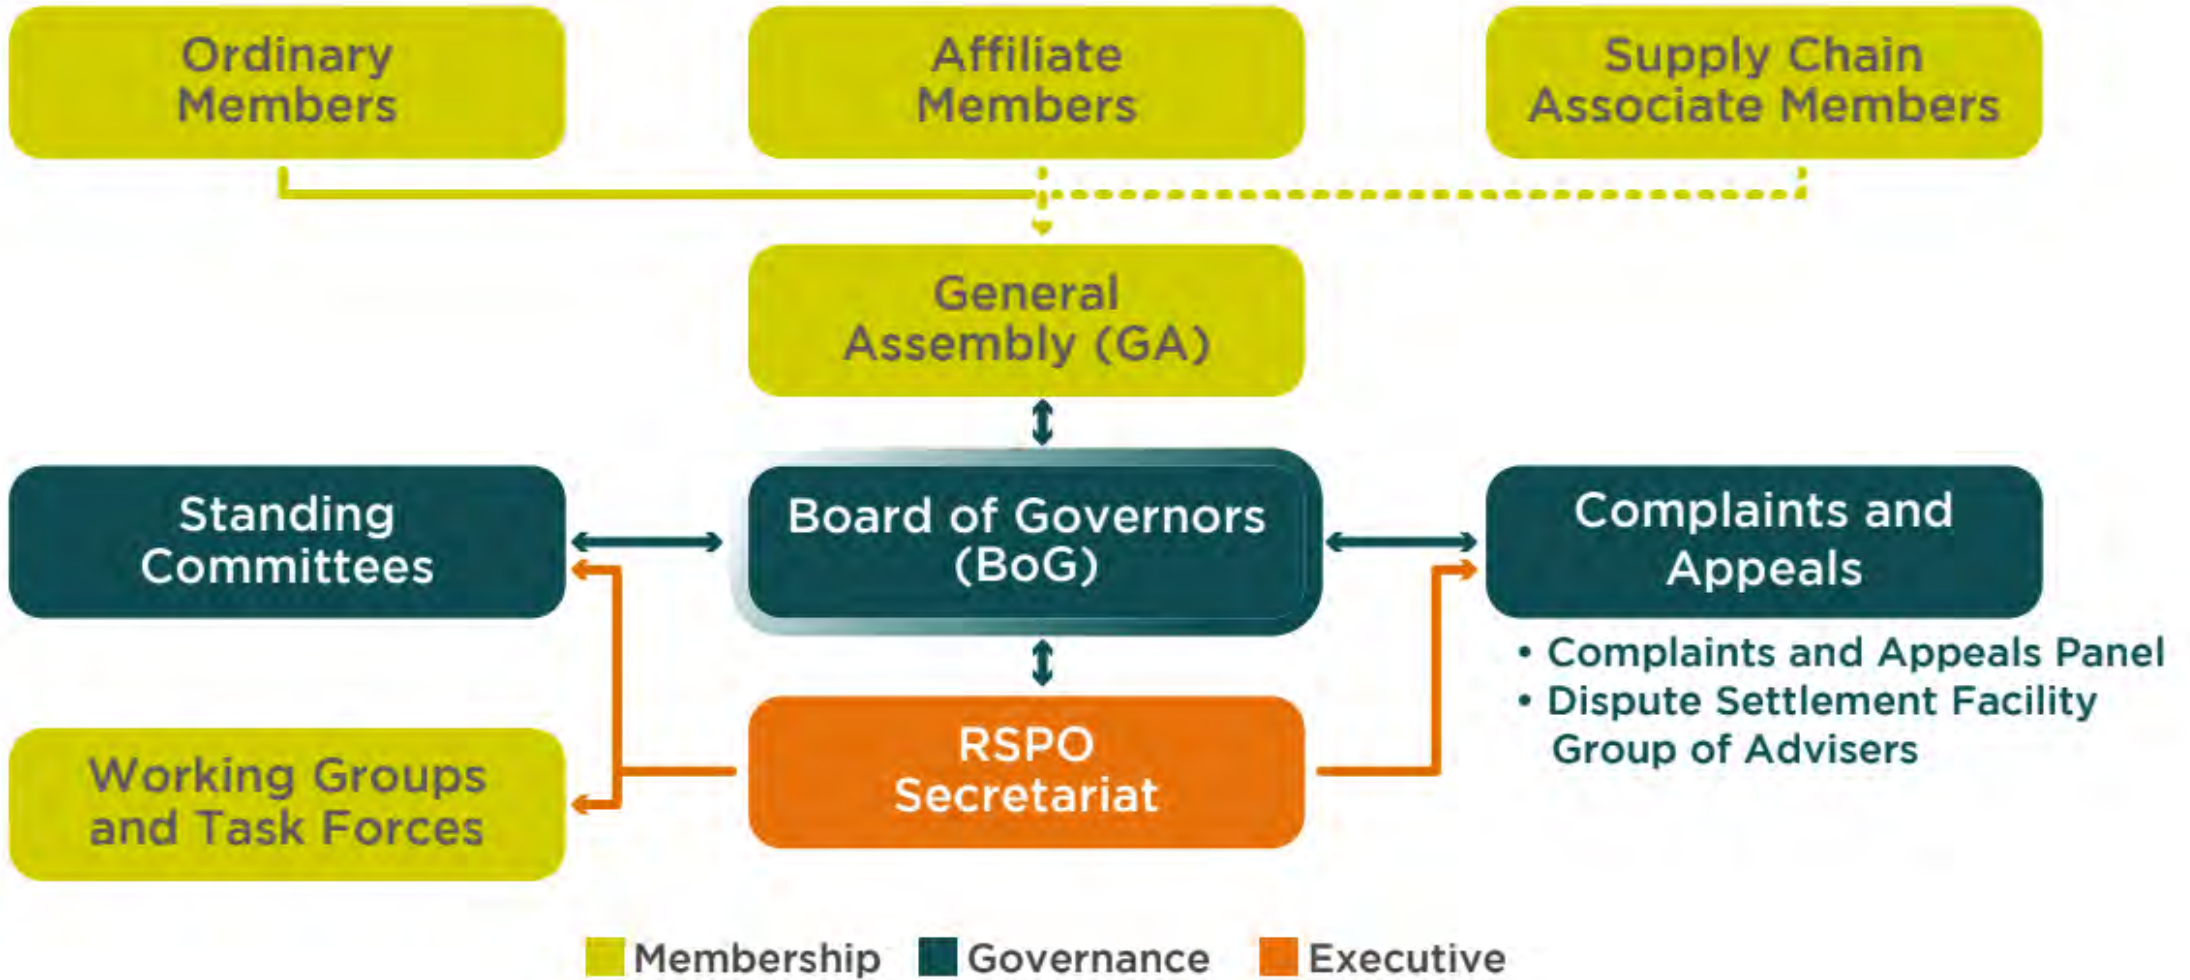 Ordinary
Members
Affiliate
Members
Supply Chain
Associate Members
General
Assembly (GA)
Standing
Committees
Board of Governors
(BoG)
Complaints and
Appeals
• Complaints and Appeals Panel
• Dispute Settlement Facility
Group of Advisers
Working Groups
and Task Forces
RSPO
Secretariat
Membership
Governance
Executive